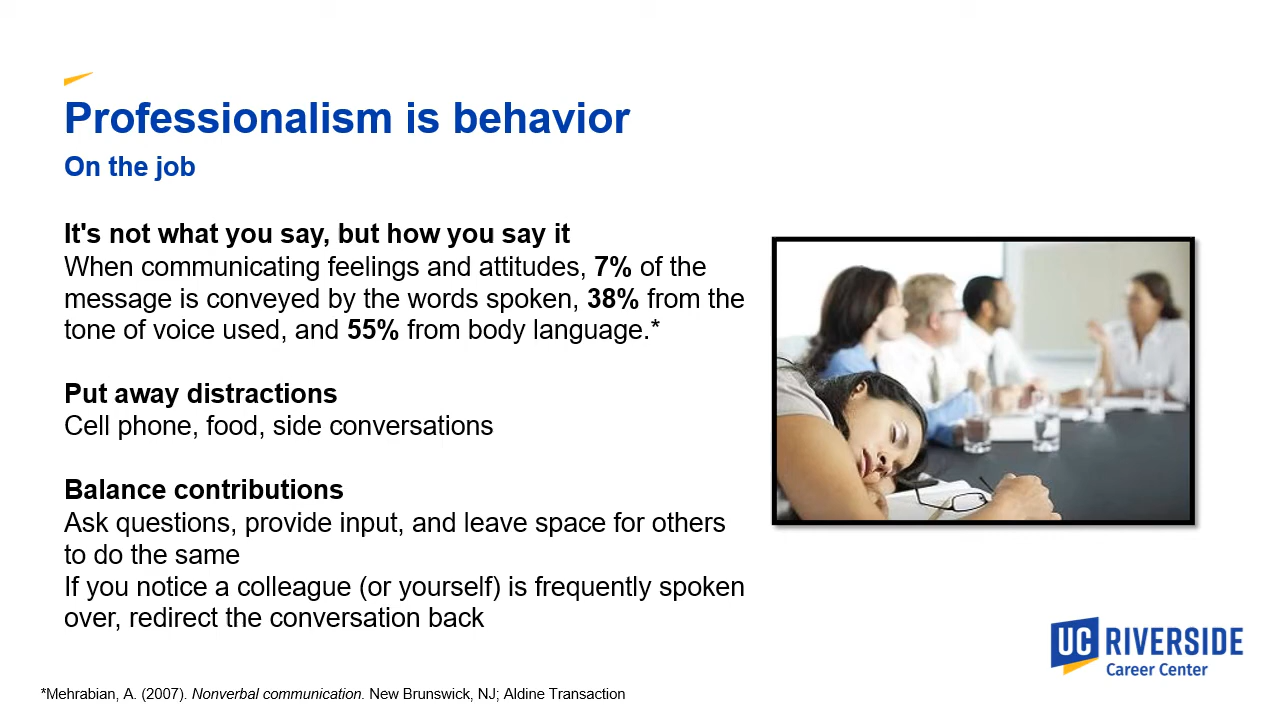 Professionalism is behavior
On the job
It's not what you say, but how you say it
When communicating feelings and attitudes, 7% of the
message is conveyed by the words spoken, 38% from the
tone of voice used, and 55% from body language.*
Put away distractions
Cell phone, food, side conversations
Balance contributions
Ask questions, provide input, and leave space for others
to do the same
If you notice a colleague (or yourself) is frequently spoken
over, redirect the conversation back
UC RIVERSIDE
Career Center
*Mehrabian, A. (2007). Nonverbal communication. New Brunswick, NJ; Aldine Transaction